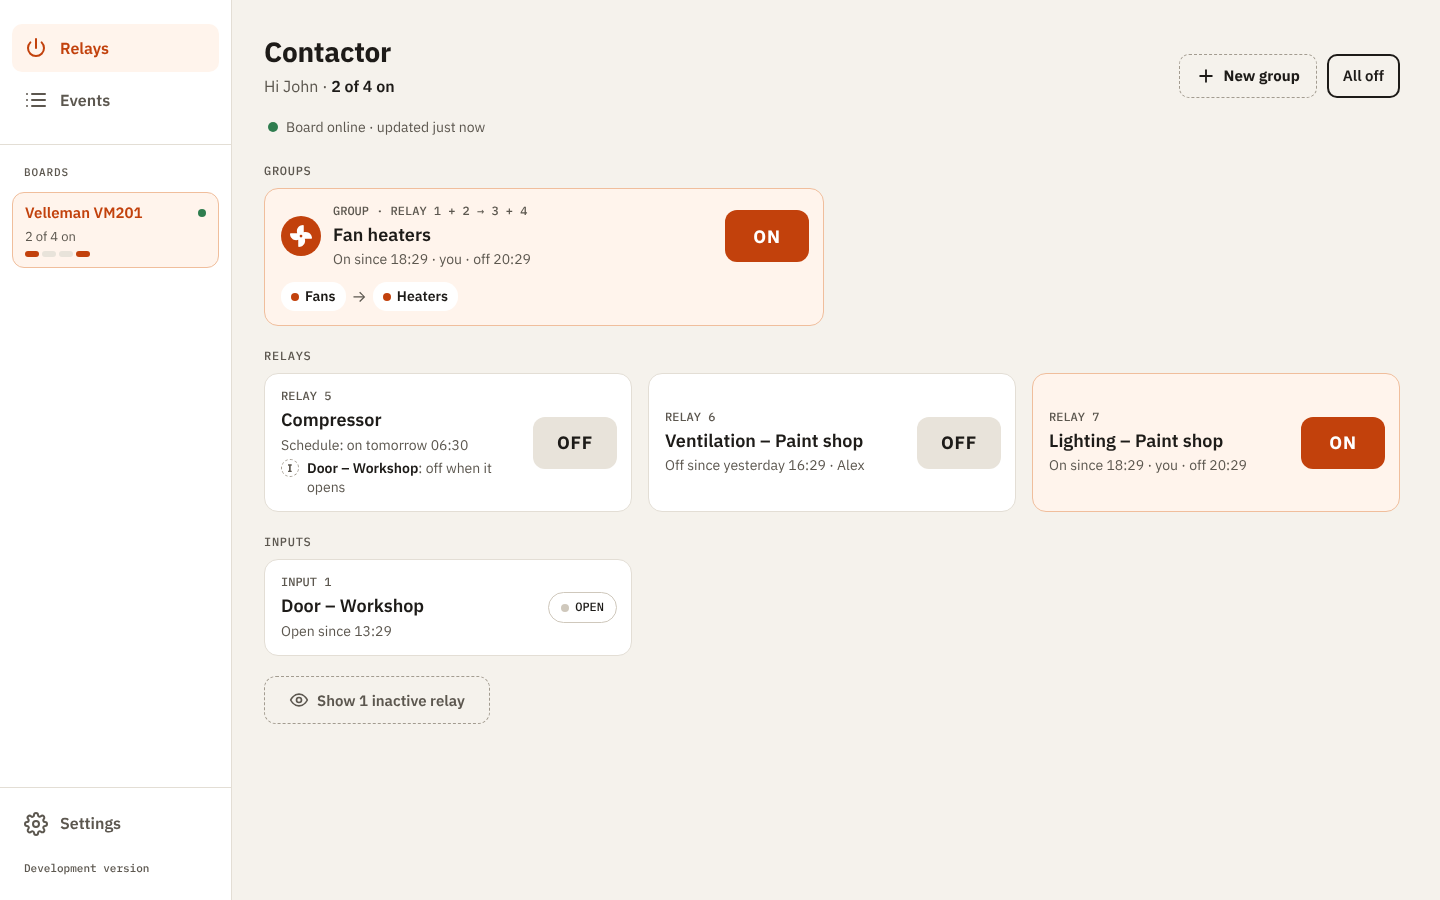 Relays
Events
BOARDS
Velleman VM201
2 of 4 on
Settings
Development version
Contactor
Hi John · 2 of 4 on
New group
All off
Board online · updated just now
GROUPS
GROUP · RELAY 1 + 2 → 3 + 4
Fan heaters
On since 18:29 · you · off 20:29
ON
Fans → Heaters
RELAYS
RELAY 5
Compressor
Schedule: on tomorrow 06:30
I Door – Workshop: off when it
opens
OFF
RELAY 6
Ventilation – Paint shop
Off since yesterday 16:29 · Alex
OFF
RELAY 7
Lighting – Paint shop
On since 18:29 · you · off 20:29
ON
INPUTS
INPUT 1
Door – Workshop
Open since 13:29
OPEN
Show 1 inactive relay